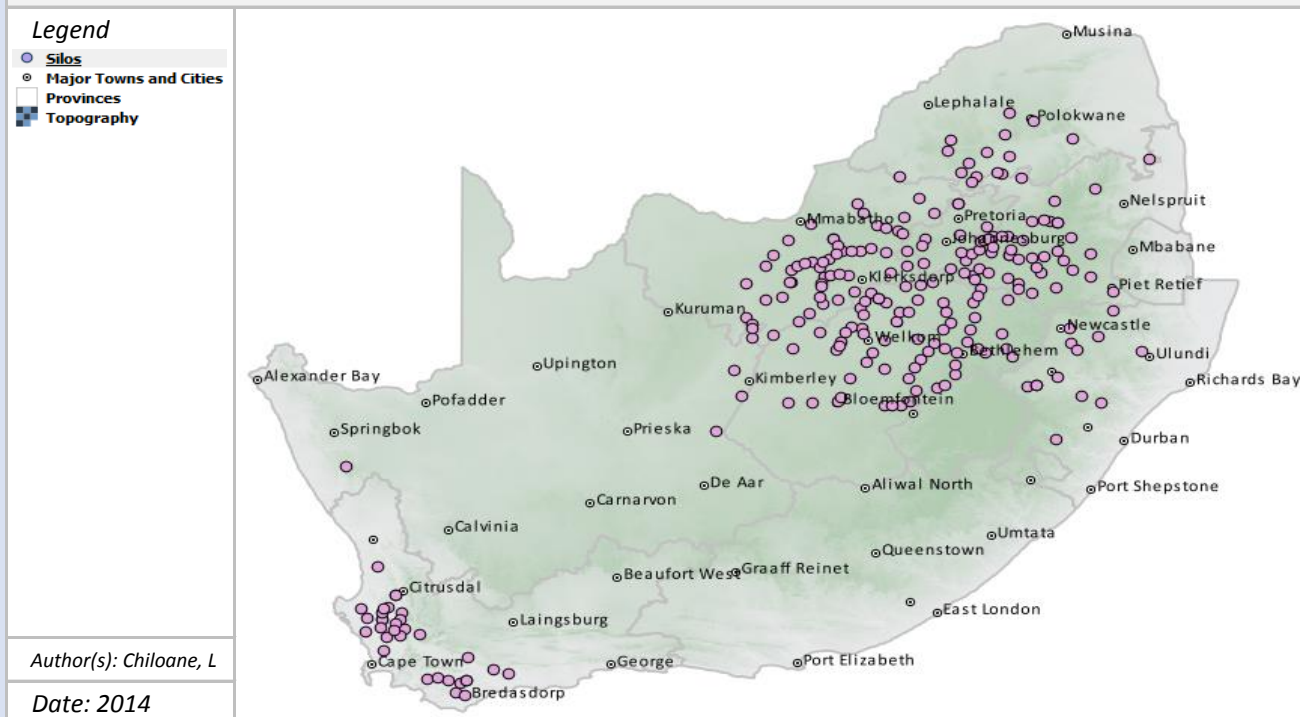 Legend
Silos
Major Towns and Cities
Provinces
Topography
Author(s): Chiloane, L
Date: 2014
Musina
Lephalale
Polokwane
Nelspruit
Mmabatho
Pretoria
Johannesburg
Mbabane
Klerksdorp
Piet Retief
Kuruman
Newcastle
Welkom
Bethlehem
Ulundi
Upington
Alexander Bay
Kimberley
Richards Bay
Pofadder
Bloemfontein
Springbok
Prieska
Durban
De Aar
Aliwal North
Port Shepstone
Carnarvon
Calvinia
Umtata
Queenstown
Beaufort West
Graaff Reinet
Citrusdal
East London
Laingsburg
Cape Town
George
Port Elizabeth
Bredasdorp